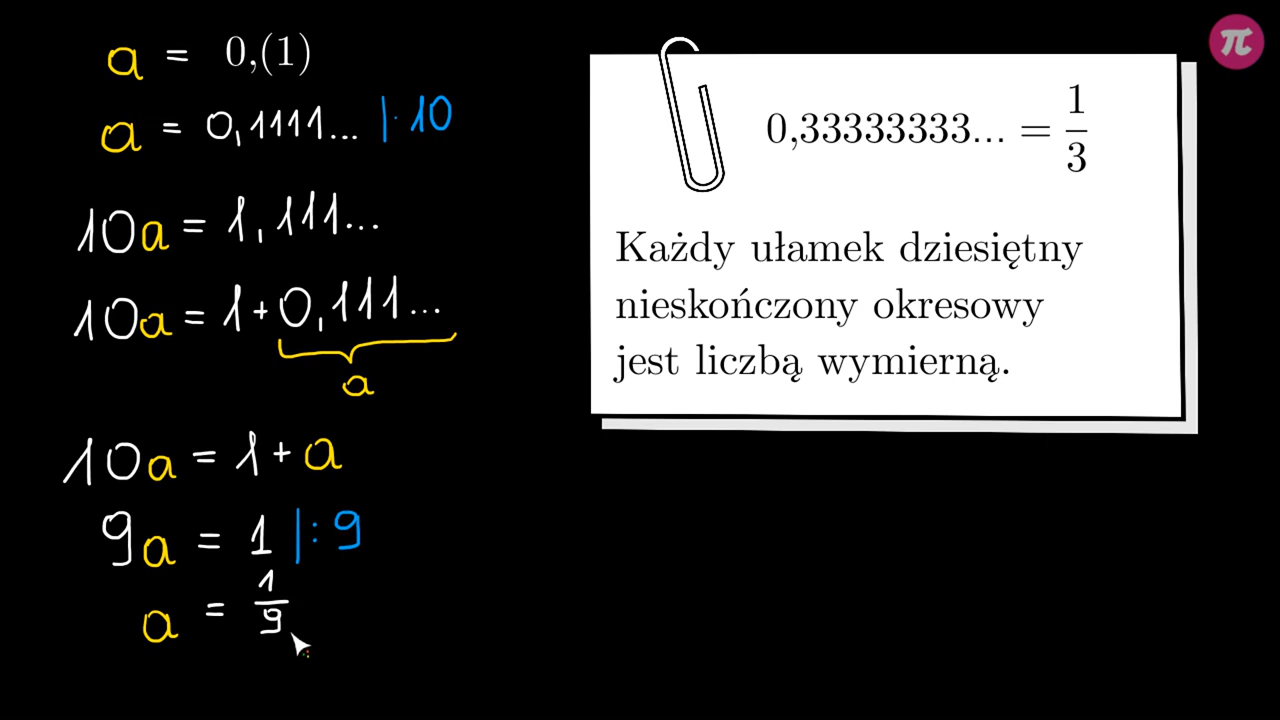 a = 0,(1)
a = 0,1111... |·10
10a = 1,111...
10a = 1+0,111...
a
10a = 1+a
9a = 1 |:9
a = 1/9
π
0,33333333... = 1/3
Każdy ułamek dziesiętny
nieskończony okresowy
jest liczbą wymierną.